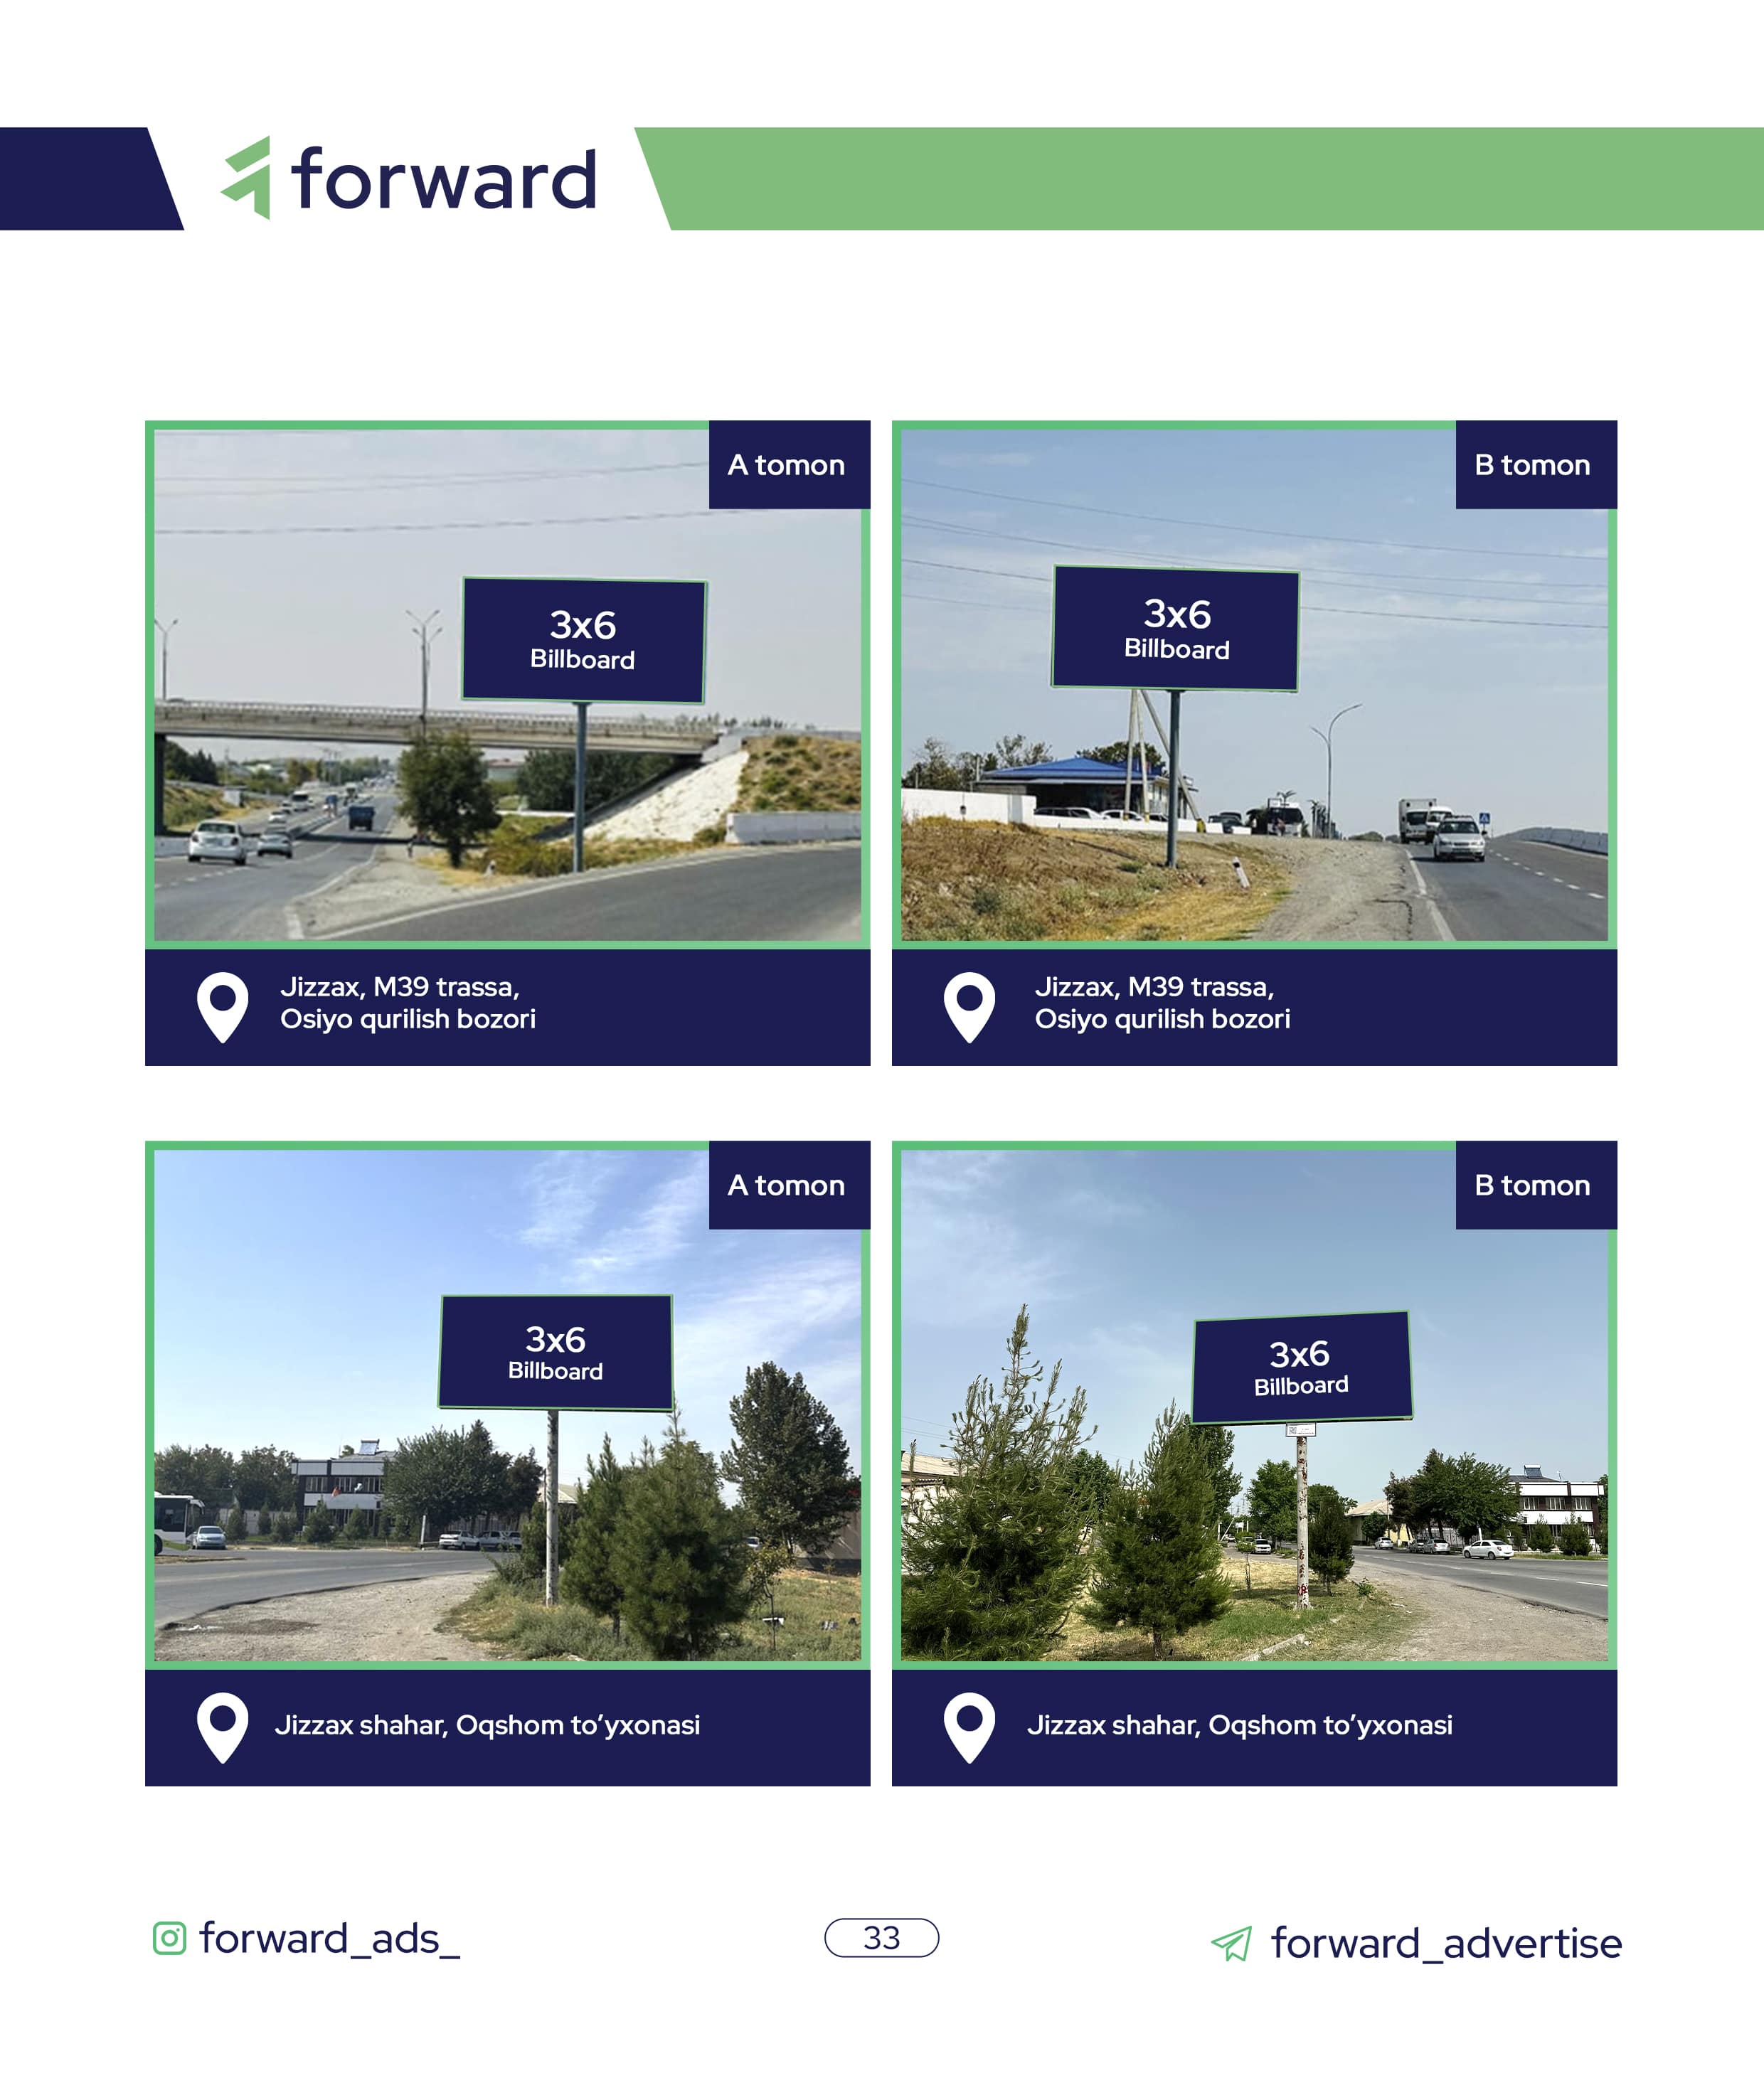 forward
A tomon
3x6
Billboard
Jizzax, M39 trassa,
Osiyo qurilish bozori
B tomon
3x6
Billboard
Jizzax, M39 trassa,
Osiyo qurilish bozori
A tomon
3x6
Billboard
Jizzax shahar, Oqshom to’yxonasi
B tomon
3x6
Billboard
Jizzax shahar, Oqshom to’yxonasi
forward_ads_
33
forward_advertise